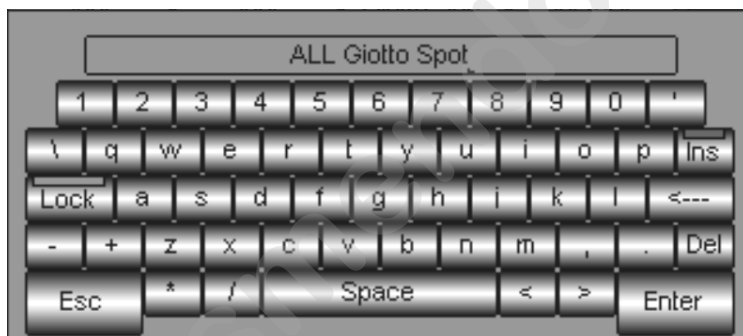 ALL Giotto Spot
1 2 3 4 5 6 7 8 9 0 '
\ q w e r t y u i o p Ins
Lock a s d f g h j k l <---
- + z x c v b n m , . Del
Esc * / Space < > Enter